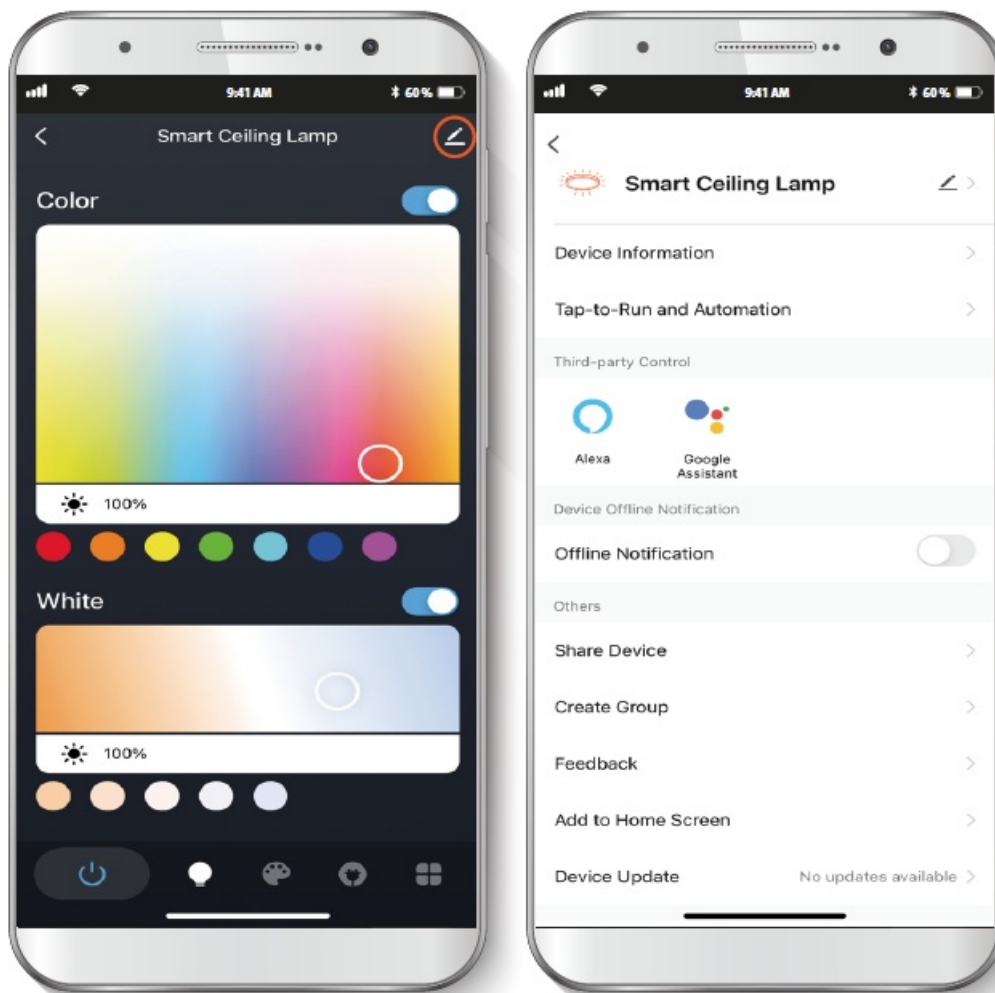 9:41 AM
60%
Smart Ceiling Lamp
Color
100%
White
100%
9:41 AM
60%
Smart Ceiling Lamp
Device Information
Tap-to-Run and Automation
Third-party Control
Alexa
Google
Assistant
Device Offline Notification
Offline Notification
Others
Share Device
Create Group
Feedback
Add to Home Screen
Device Update
No updates available